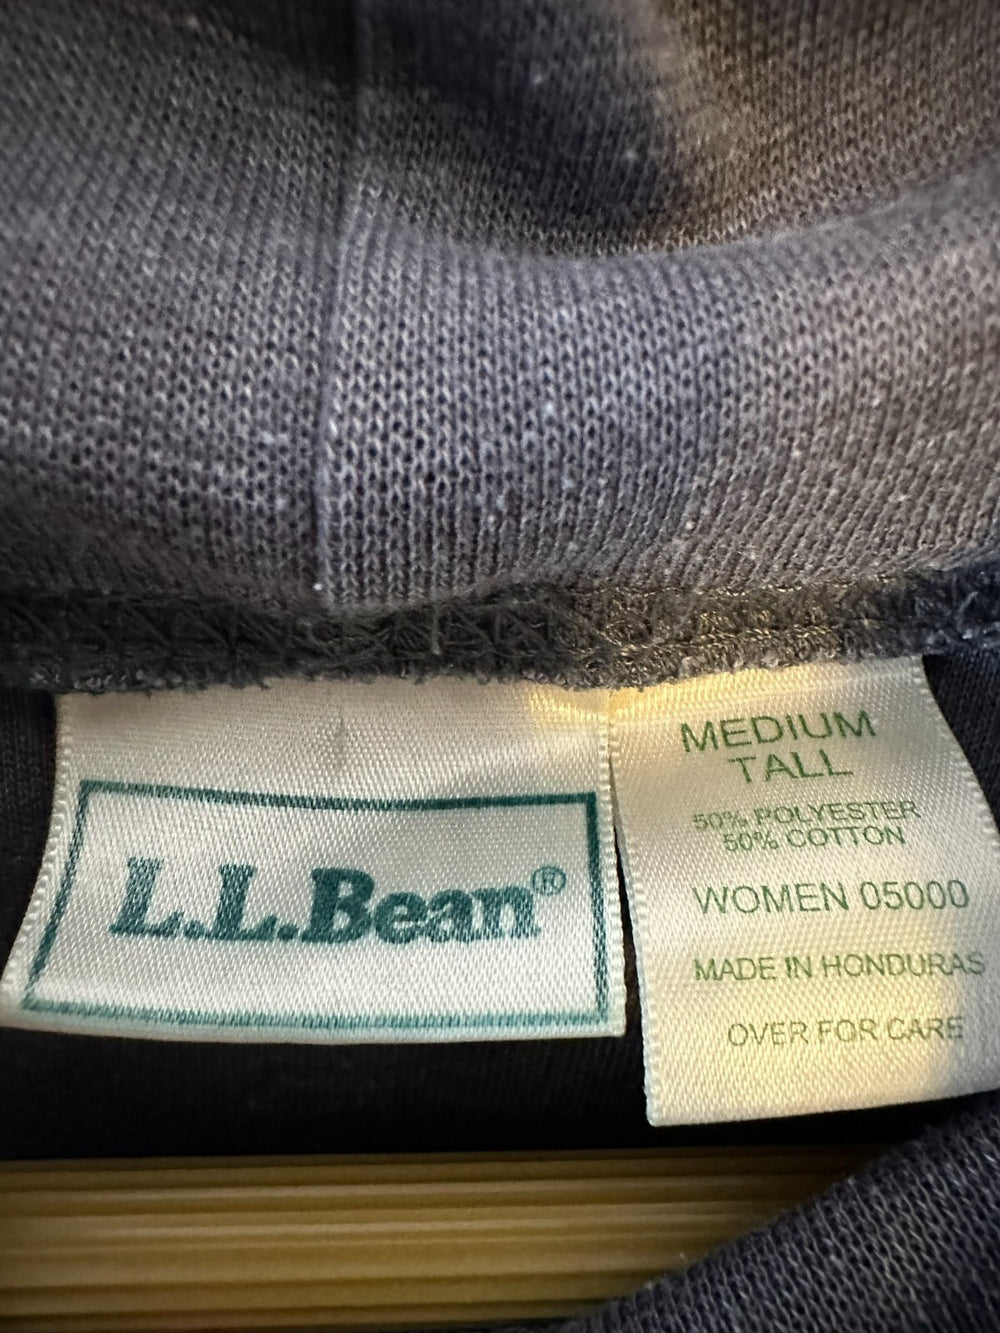 L.L.Bean®
MEDIUM
TALL
50% POLYESTER
50% COTTON
WOMEN 05000
MADE IN HONDURAS
OVER FOR CARE